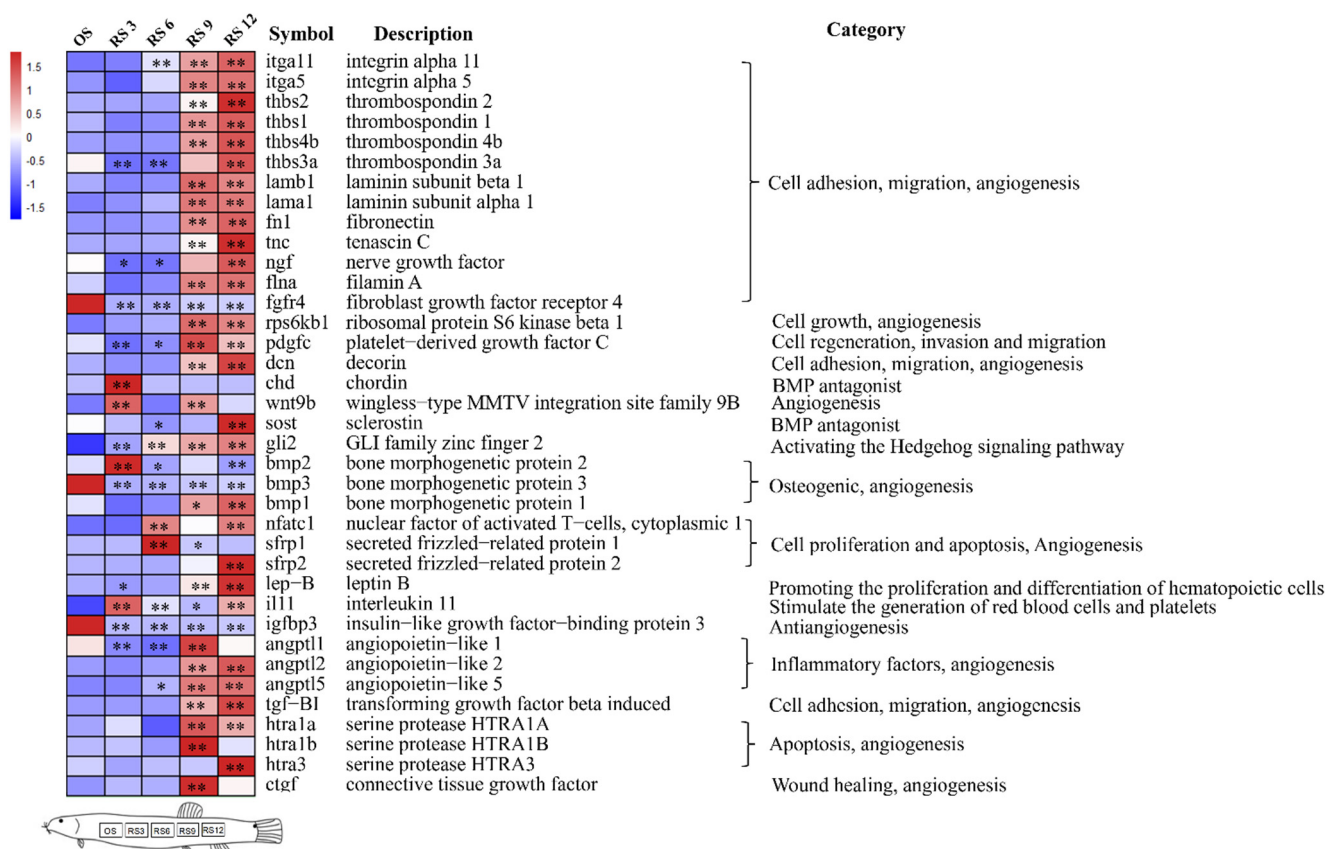 OS RS 3 RS 6 RS 9 RS 12 Symbol Description Category
1.5
1
0.5
0
-0.5
-1
-1.5
** ** ** itga11 integrin alpha 11
** ** itga5 integrin alpha 5
** ** thbs2 thrombospondin 2
** ** thbs1 thrombospondin 1
** ** thbs4b thrombospondin 4b
** ** ** thbs3a thrombospondin 3a
** ** lamb1 laminin subunit beta 1
** ** lama1 laminin subunit alpha 1
** ** fn1 fibronectin
** ** tnc tenascin C
* * ** ngf nerve growth factor
** ** flna filamin A
** ** ** ** fgfr4 fibroblast growth factor receptor 4
Cell adhesion, migration, angiogenesis
** ** rps6kb1 ribosomal protein S6 kinase beta 1 Cell growth, angiogenesis
** * ** ** pdgfc platelet-derived growth factor C Cell regeneration, invasion and migration
** ** dcn decorin Cell adhesion, migration, angiogenesis
** chd chordin BMP antagonist
** ** wnt9b wingless-type MMTV integration site family 9B Angiogenesis
* ** sost sclerostin BMP antagonist
** ** ** ** gli2 GLI family zinc finger 2 Activating the Hedgehog signaling pathway
** * ** bmp2 bone morphogenetic protein 2
** ** ** ** bmp3 bone morphogenetic protein 3
* ** bmp1 bone morphogenetic protein 1
Osteogenic, angiogenesis
** ** nfatc1 nuclear factor of activated T-cells, cytoplasmic 1
** * sfrp1 secreted frizzled-related protein 1
** sfrp2 secreted frizzled-related protein 2
Cell proliferation and apoptosis, Angiogenesis
* ** ** lep-B leptin B Promoting the proliferation and differentiation of hematopoietic cells
** ** * ** il11 interleukin 11 Stimulate the generation of red blood cells and platelets
** ** ** ** igfbp3 insulin-like growth factor-binding protein 3 Antiangiogenesis
** ** ** angptl1 angiopoietin-like 1
** ** angptl2 angiopoietin-like 2
* ** ** angptl5 angiopoietin-like 5
Inflammatory factors, angiogenesis
** ** tgf-BI transforming growth factor beta induced Cell adhesion, migration, angiogenesis
** ** htra1a serine protease HTRA1A
** htra1b serine protease HTRA1B
** htra3 serine protease HTRA3
Apoptosis, angiogenesis
** ctgf connective tissue growth factor Wound healing, angiogenesis
OS RS3 RS6 RS9 RS12